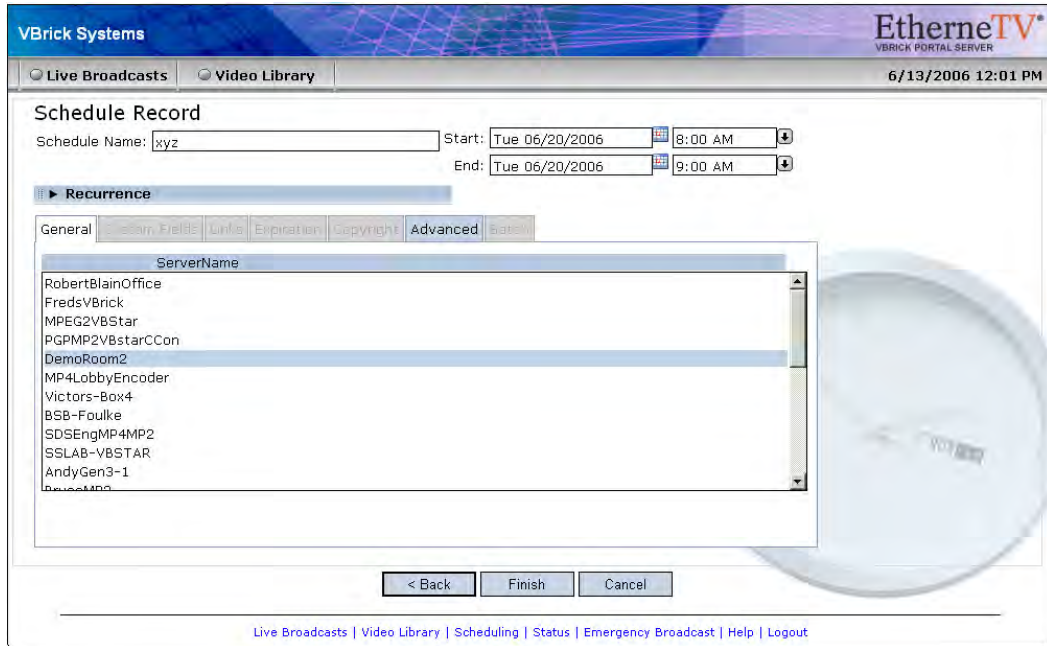 VBrick Systems
EtherneTV
VBRICK PORTAL SERVER
Live Broadcasts
Video Library
6/13/2006 12:01 PM
Schedule Record
Schedule Name: xyz
Start: Tue 06/20/2006 8:00 AM
End: Tue 06/20/2006 9:00 AM
Recurrence
General Custom Fields Links Expiration Copyright Advanced Batch
ServerName
RobertBlainOffice
FredsVBrick
MPEG2VBStar
PGPMP2VBstarCCon
DemoRoom2
MP4LobbyEncoder
Victors-Box4
BSB-Foulke
SDSEngMP4MP2
SSLAB-VBSTAR
AndyGen3-1
BruceMP2
< Back Finish Cancel
Live Broadcasts | Video Library | Scheduling | Status | Emergency Broadcast | Help | Logout